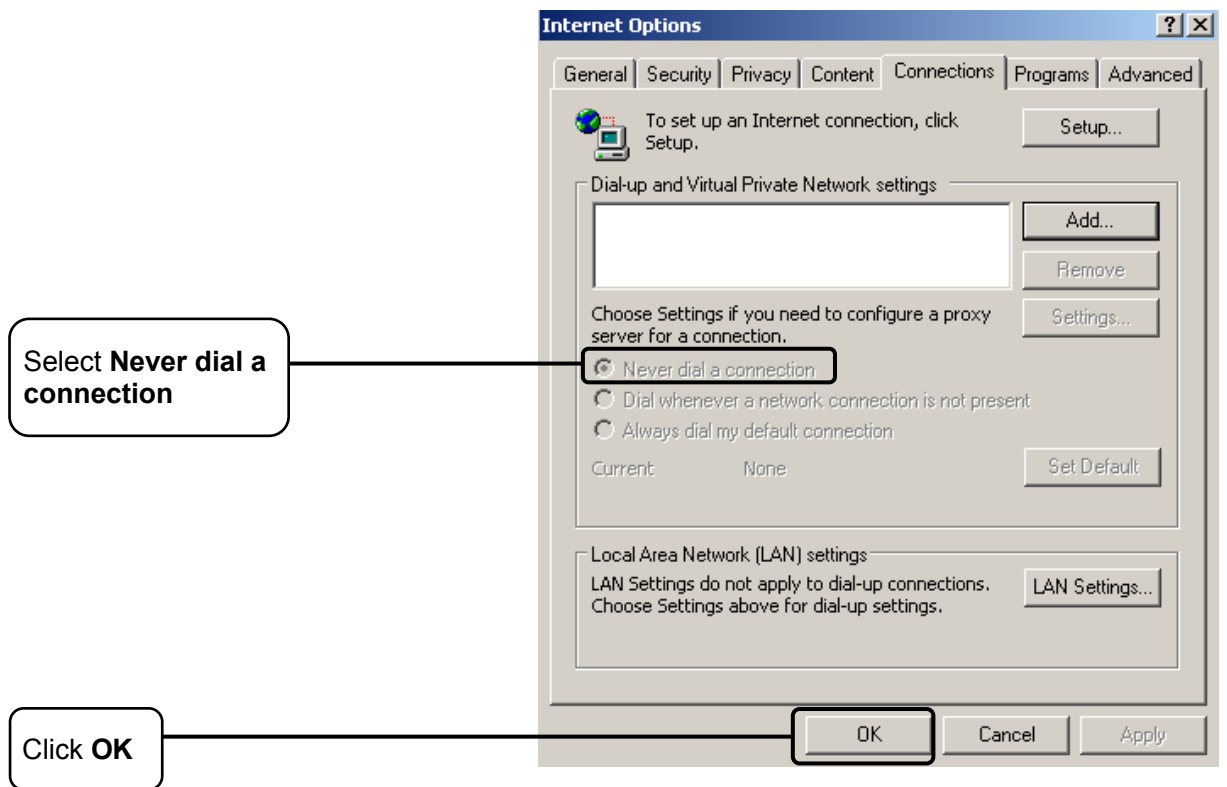 Internet Options
General Security Privacy Content Connections Programs Advanced
To set up an Internet connection, click
Setup.
Setup...
Dial-up and Virtual Private Network settings
Add...
Remove
Choose Settings if you need to configure a proxy
server for a connection.
Settings...
Select Never dial a
connection
Never dial a connection
Dial whenever a network connection is not present
Always dial my default connection
Current None Set Default
Local Area Network (LAN) settings
LAN Settings do not apply to dial-up connections.
Choose Settings above for dial-up settings.
LAN Settings...
Click OK
OK Cancel Apply